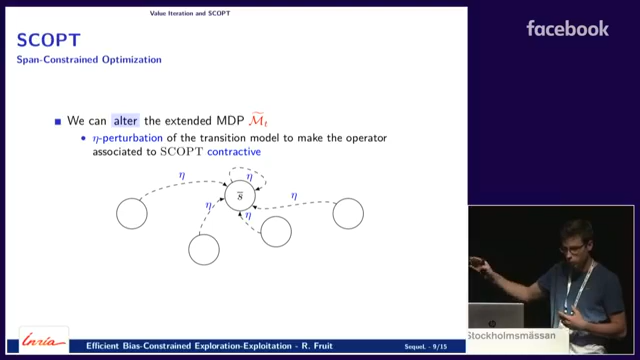 Value Iteration and SCOPT
SCOPT
facebook
Span-Constrained Optimization
We can alter the extended MDP M̃t
η-perturbation of the transition model to make the operator
associated to SCOPT contractive
η
η
η
s̄
η
η
Stockholmsmässan
Inria
Efficient Bias-Constrained Exploration-Exploitation - R. Fruit
SequeL - 9/15